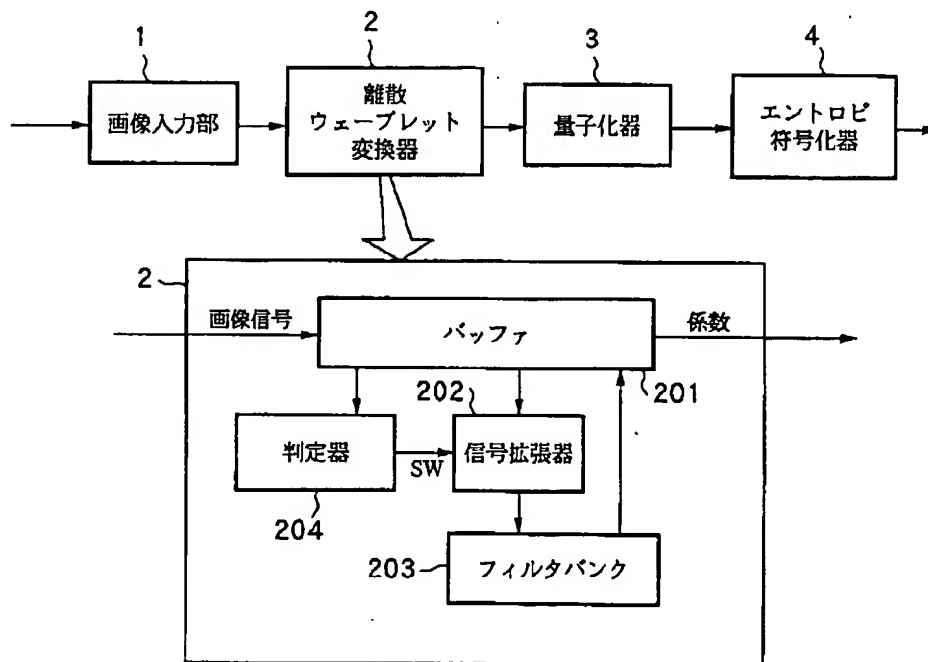 1
2
3
4
画像入力部
離散
ウェーブレット
変換器
量子化器
エントロピ
符号化器
2
画像信号
バッファ
係数
201
202
判定器
SW
信号拡張器
204
203
フィルタバンク